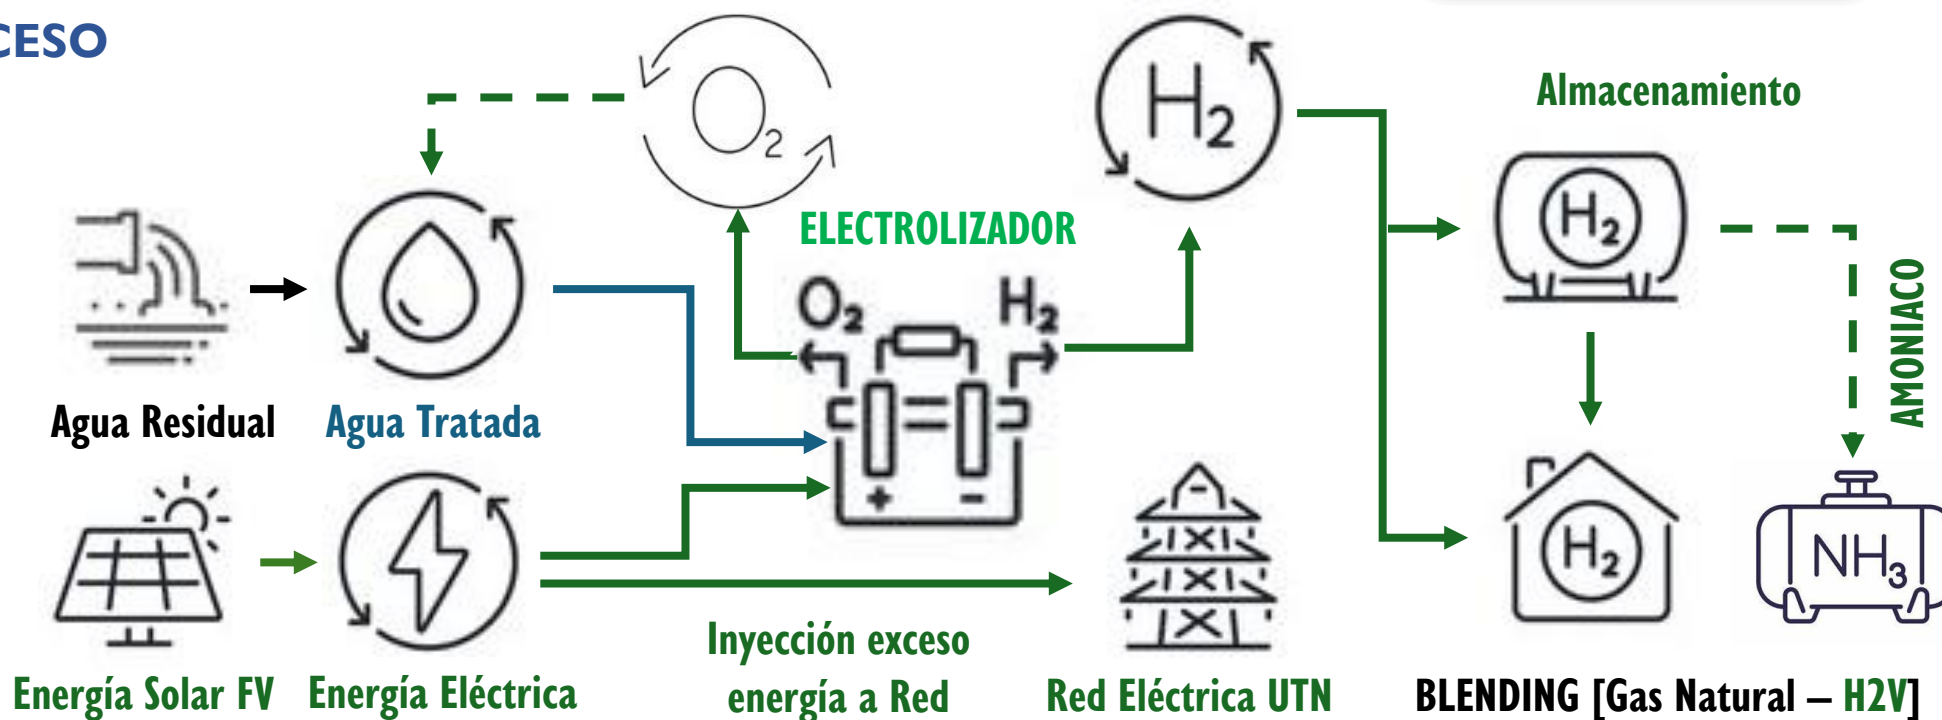 CESO
O2
H2
Almacenamiento
ELECTROLIZADOR
H2
O2
H2
AMONIACO
Agua Residual
Agua Tratada
+
-
H2
NH3
Inyección exceso
energía a Red
Energía Solar FV
Energía Eléctrica
Red Eléctrica UTN
BLENDING [Gas Natural – H2V]